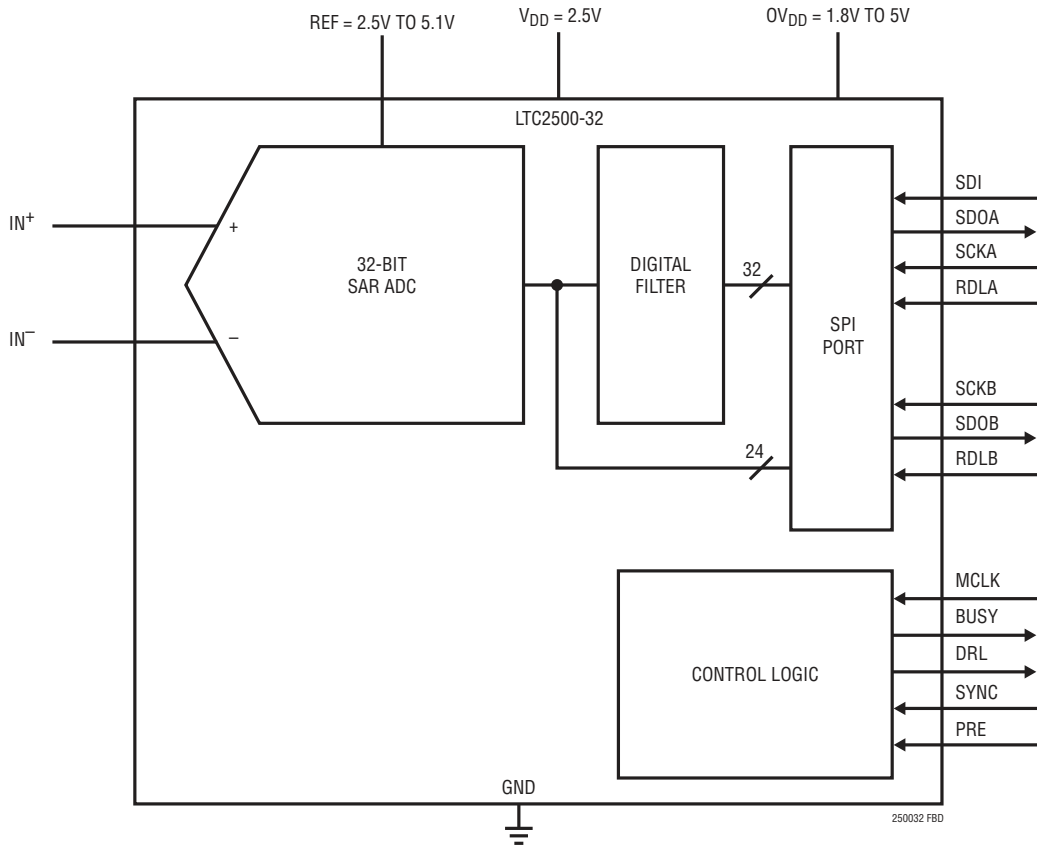 REF = 2.5V TO 5.1V
VDD = 2.5V
OVDD = 1.8V TO 5V
LTC2500-32
IN+
IN–
+
–
32-BIT
SAR ADC
DIGITAL
FILTER
32
24
SPI
PORT
SDI
SDOA
SCKA
RDLA
SCKB
SDOB
RDLB
CONTROL LOGIC
MCLK
BUSY
DRL
SYNC
PRE
GND
250032 FBD